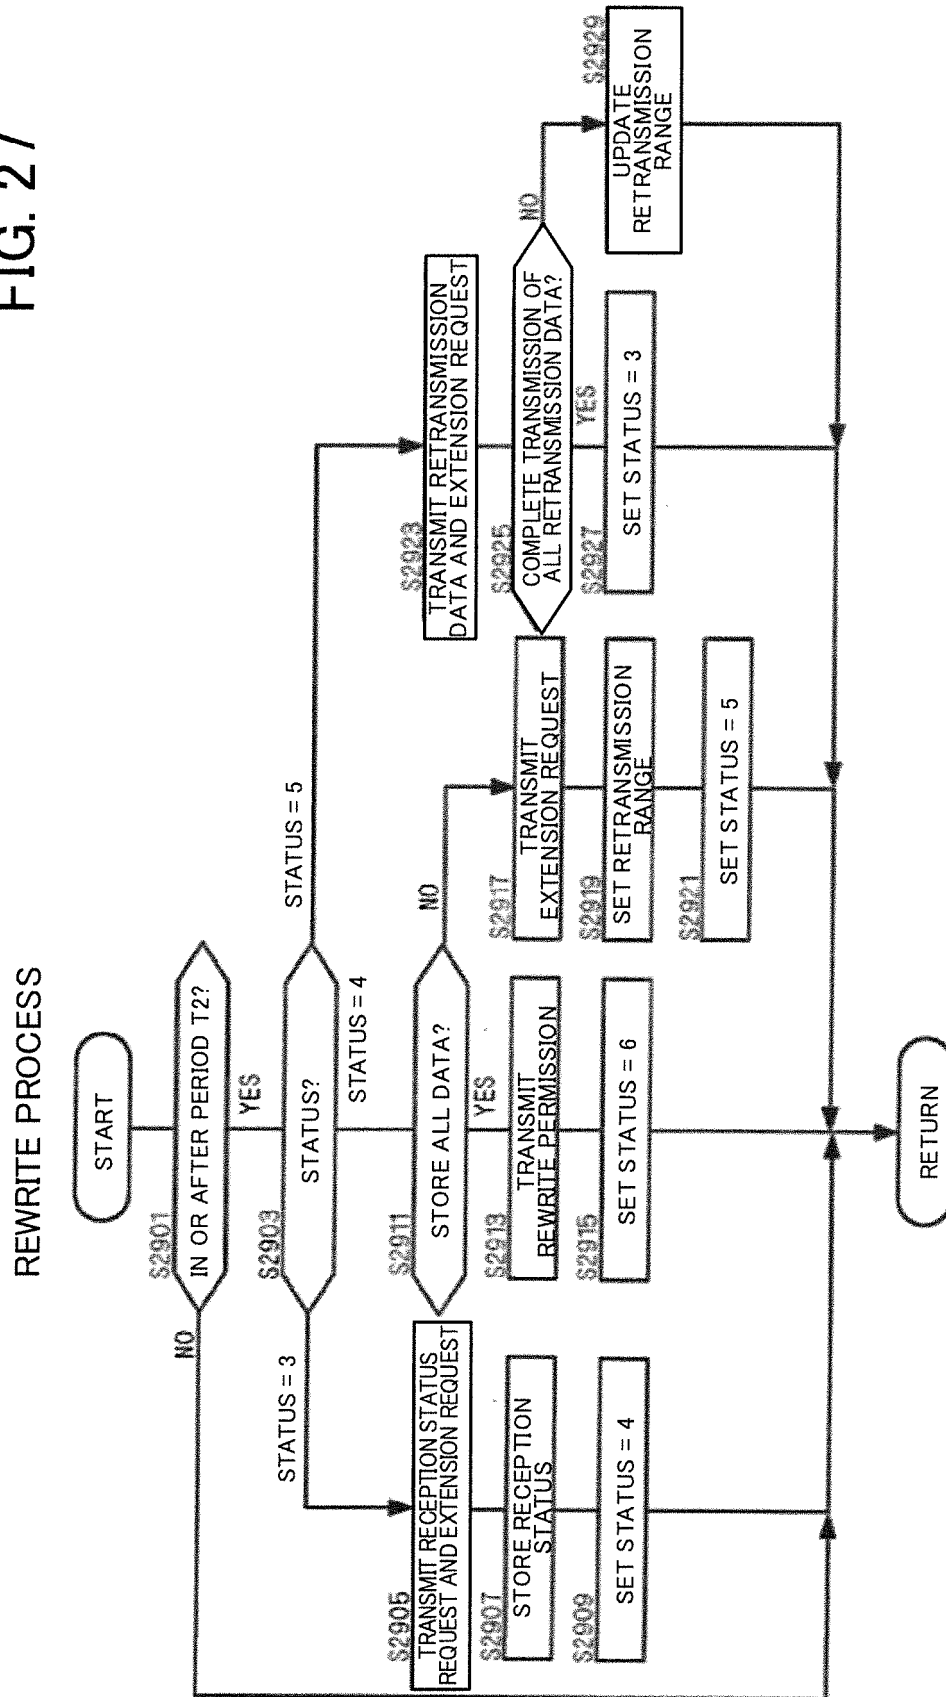 FIG. 27
REWRITE PROCESS
START
S2901
IN OR AFTER PERIOD T2?
NO
YES
S2903
STATUS?
STATUS = 3
STATUS = 4
STATUS = 5
S2905
TRANSMIT RECEPTION STATUS
REQUEST AND EXTENSION REQUEST
S2907
STORE RECEPTION
STATUS
S2909
SET STATUS = 4
S2911
STORE ALL DATA?
YES
NO
S2913
TRANSMIT
REWRITE PERMISSION
S2915
SET STATUS = 6
S2917
TRANSMIT
EXTENSION REQUEST
S2919
SET RETRANSMISSION
RANGE
S2921
SET STATUS = 5
S2923
TRANSMIT RETRANSMISSION
DATA AND EXTENSION REQUEST
S2925
COMPLETE TRANSMISSION OF
ALL RETRANSMISSION DATA?
YES
NO
S2927
SET STATUS = 3
S2929
UPDATE
RETRANSMISSION
RANGE
RETURN